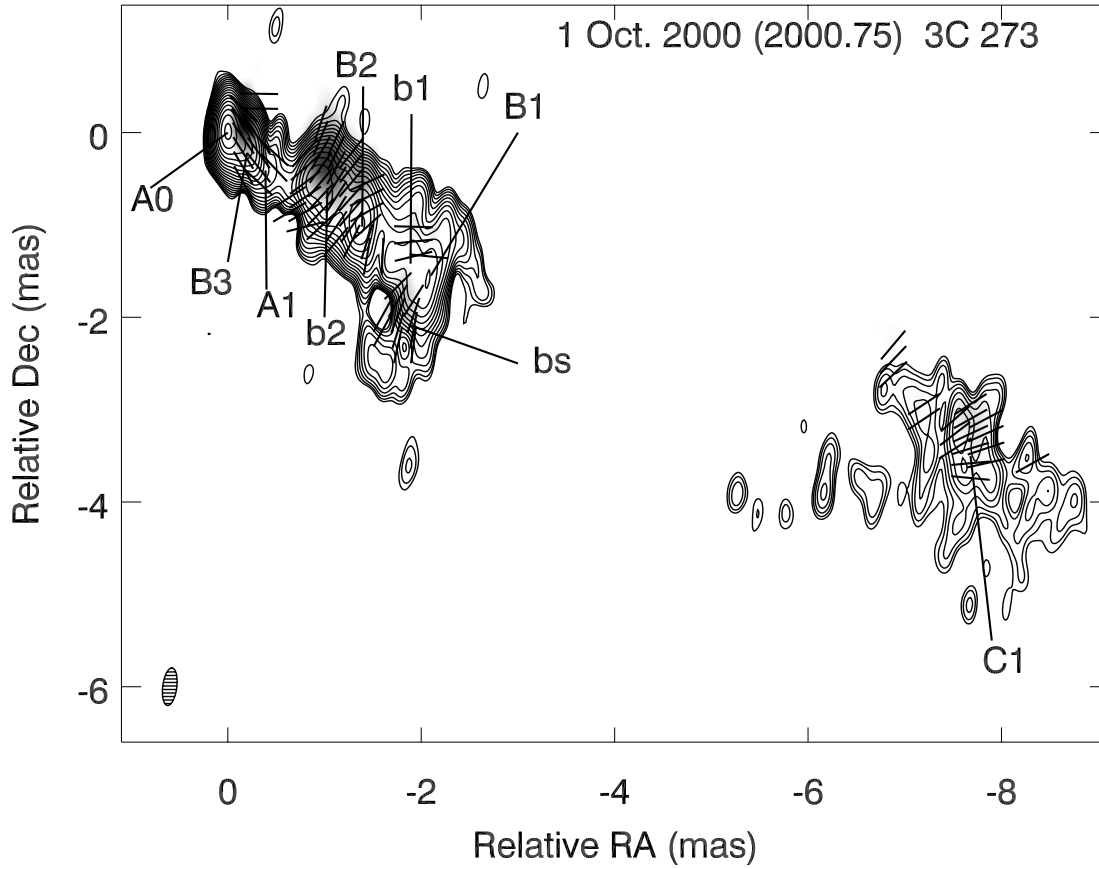 1 Oct. 2000 (2000.75) 3C 273
B2
b1
B1
0
A0
B3
A1
b2
-2
bs
-4
C1
-6
0 -2 -4 -6 -8
Relative RA (mas)
Relative Dec (mas)